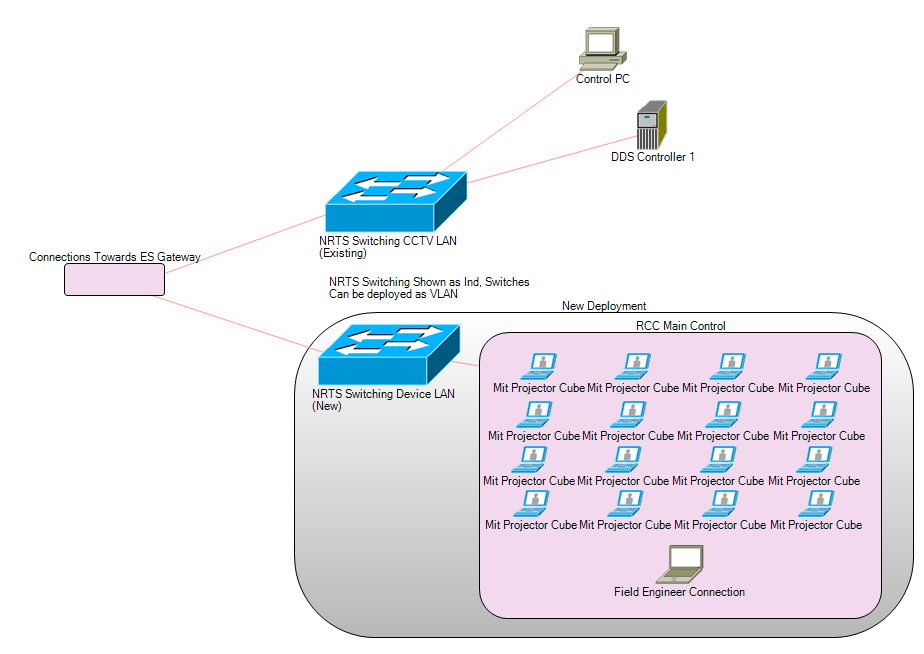 Control PC
DDS Controller 1
NRTS Switching CCTV LAN
(Existing)
Connections Towards ES Gateway
NRTS Switching Shown as Ind, Switches
Can be deployed as VLAN
New Deployment
RCC Main Control
NRTS Switching Device LAN
(New)
Mit Projector Cube Mit Projector Cube Mit Projector Cube Mit Projector Cube
Mit Projector Cube Mit Projector Cube Mit Projector Cube Mit Projector Cube
Mit Projector Cube Mit Projector Cube Mit Projector Cube Mit Projector Cube
Mit Projector Cube Mit Projector Cube Mit Projector Cube Mit Projector Cube
Field Engineer Connection